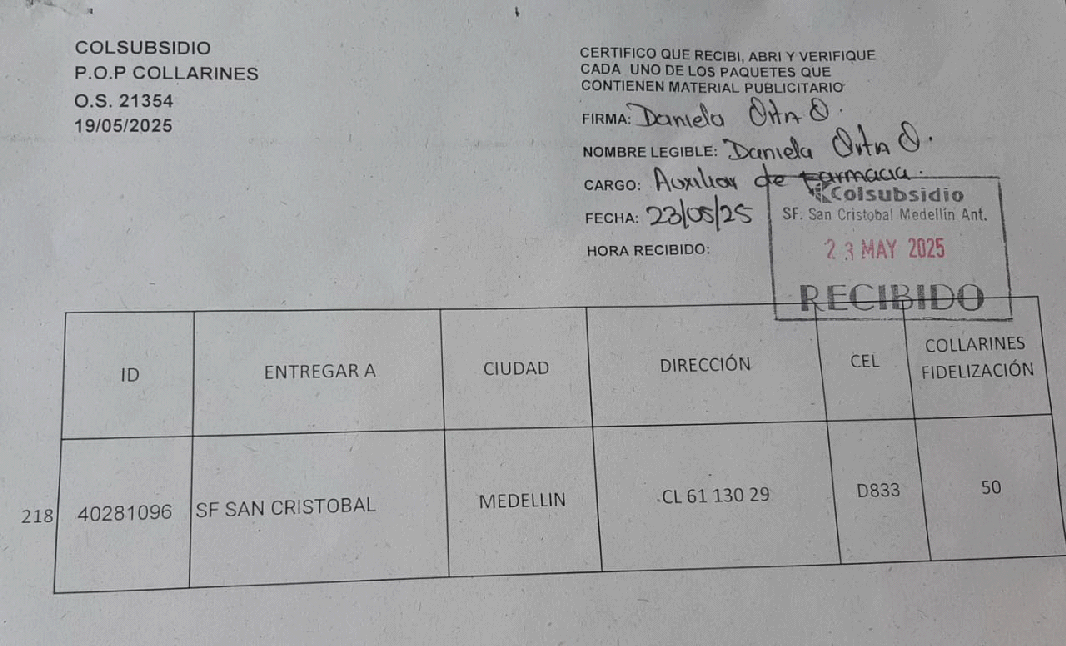 COLSUBSIDIO
P.O.P COLLARINES
O.S. 21354
19/05/2025
CERTIFICO QUE RECIBI, ABRI Y VERIFIQUE
CADA UNO DE LOS PAQUETES QUE
CONTIENEN MATERIAL PUBLICITARIO
FIRMA: Daniela
NOMBRE LEGIBLE: Daniela
CARGO: Auxiliar de Farmacia.
FECHA: 23/05/25
HORA RECIBIDO:
Colsubsidio
SF. San Cristobal Medellin Ant.
23 MAY 2025
RECIBIDO
ID ENTREGAR A CIUDAD DIRECCIÓN CEL COLLARINES FIDELIZACIÓN
218 40281096 SF SAN CRISTOBAL MEDELLIN CL 61 130 29 D833 50